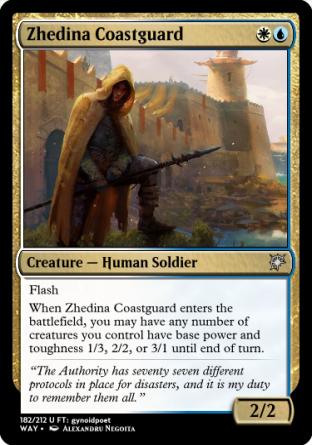 Zhedina Coastguard
Creature — Human Soldier
Flash
When Zhedina Coastguard enters the
battlefield, you may have any number of
creatures you control have base power and
toughness 1/3, 2/2, or 3/1 until end of turn.
"The Authority has seventy seven different
protocols in place for disasters, and it is my duty
to remember them all."
2/2
182/212 U FT: gynoidpoet
WAY • Alexandru Negoita